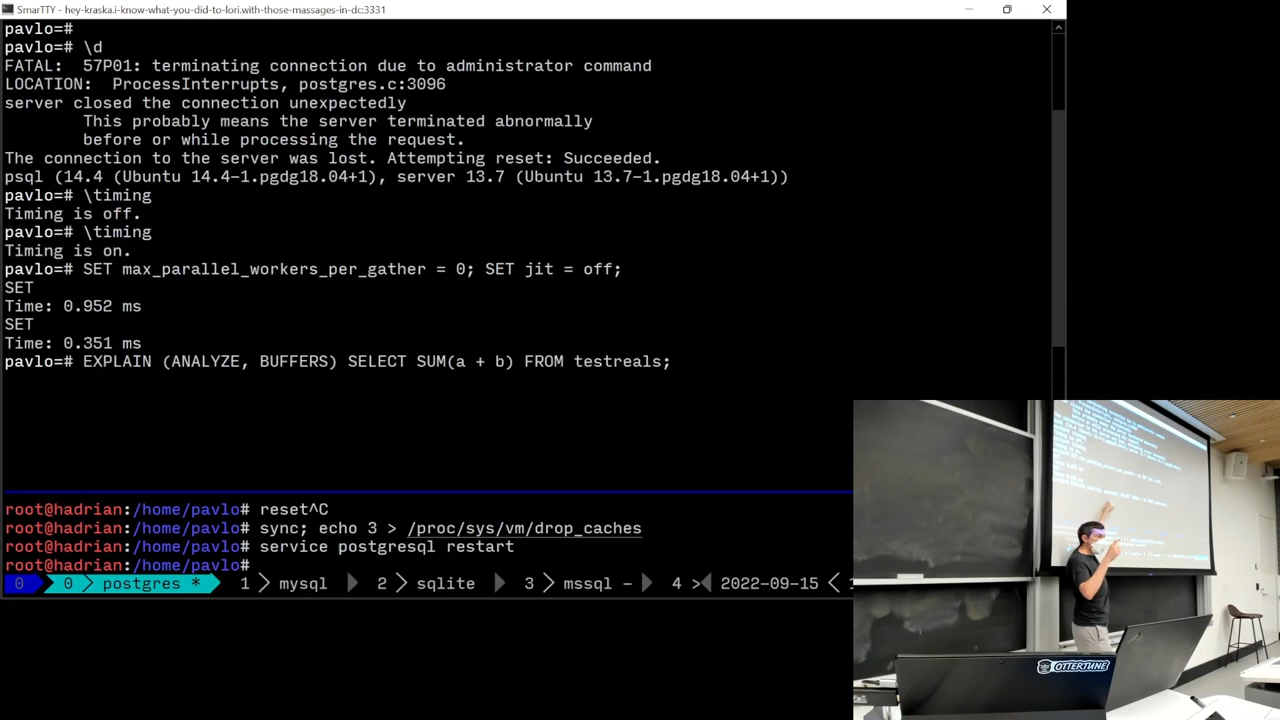 SmarTTY - hey-kraska.i-know-what-you-did-to-lori.with-those-massages-in-dc:3331
pavlo=#
pavlo=# \d
FATAL:  57P01: terminating connection due to administrator command
LOCATION:  ProcessInterrupts, postgres.c:3096
server closed the connection unexpectedly
        This probably means the server terminated abnormally
        before or while processing the request.
The connection to the server was lost. Attempting reset: Succeeded.
psql (14.4 (Ubuntu 14.4-1.pgdg18.04+1), server 13.7 (Ubuntu 13.7-1.pgdg18.04+1))
pavlo=# \timing
Timing is off.
pavlo=# \timing
Timing is on.
pavlo=# SET max_parallel_workers_per_gather = 0; SET jit = off;
SET
Time: 0.952 ms
SET
Time: 0.351 ms
pavlo=# EXPLAIN (ANALYZE, BUFFERS) SELECT SUM(a + b) FROM testreals;
root@hadrian:/home/pavlo# reset^C
root@hadrian:/home/pavlo# sync; echo 3 > /proc/sys/vm/drop_caches
root@hadrian:/home/pavlo# service postgresql restart
root@hadrian:/home/pavlo#
0 0 postgres * 1 mysql 2 sqlite 3 mssql - 4 > 2022-09-15 1
OTTERTUNE